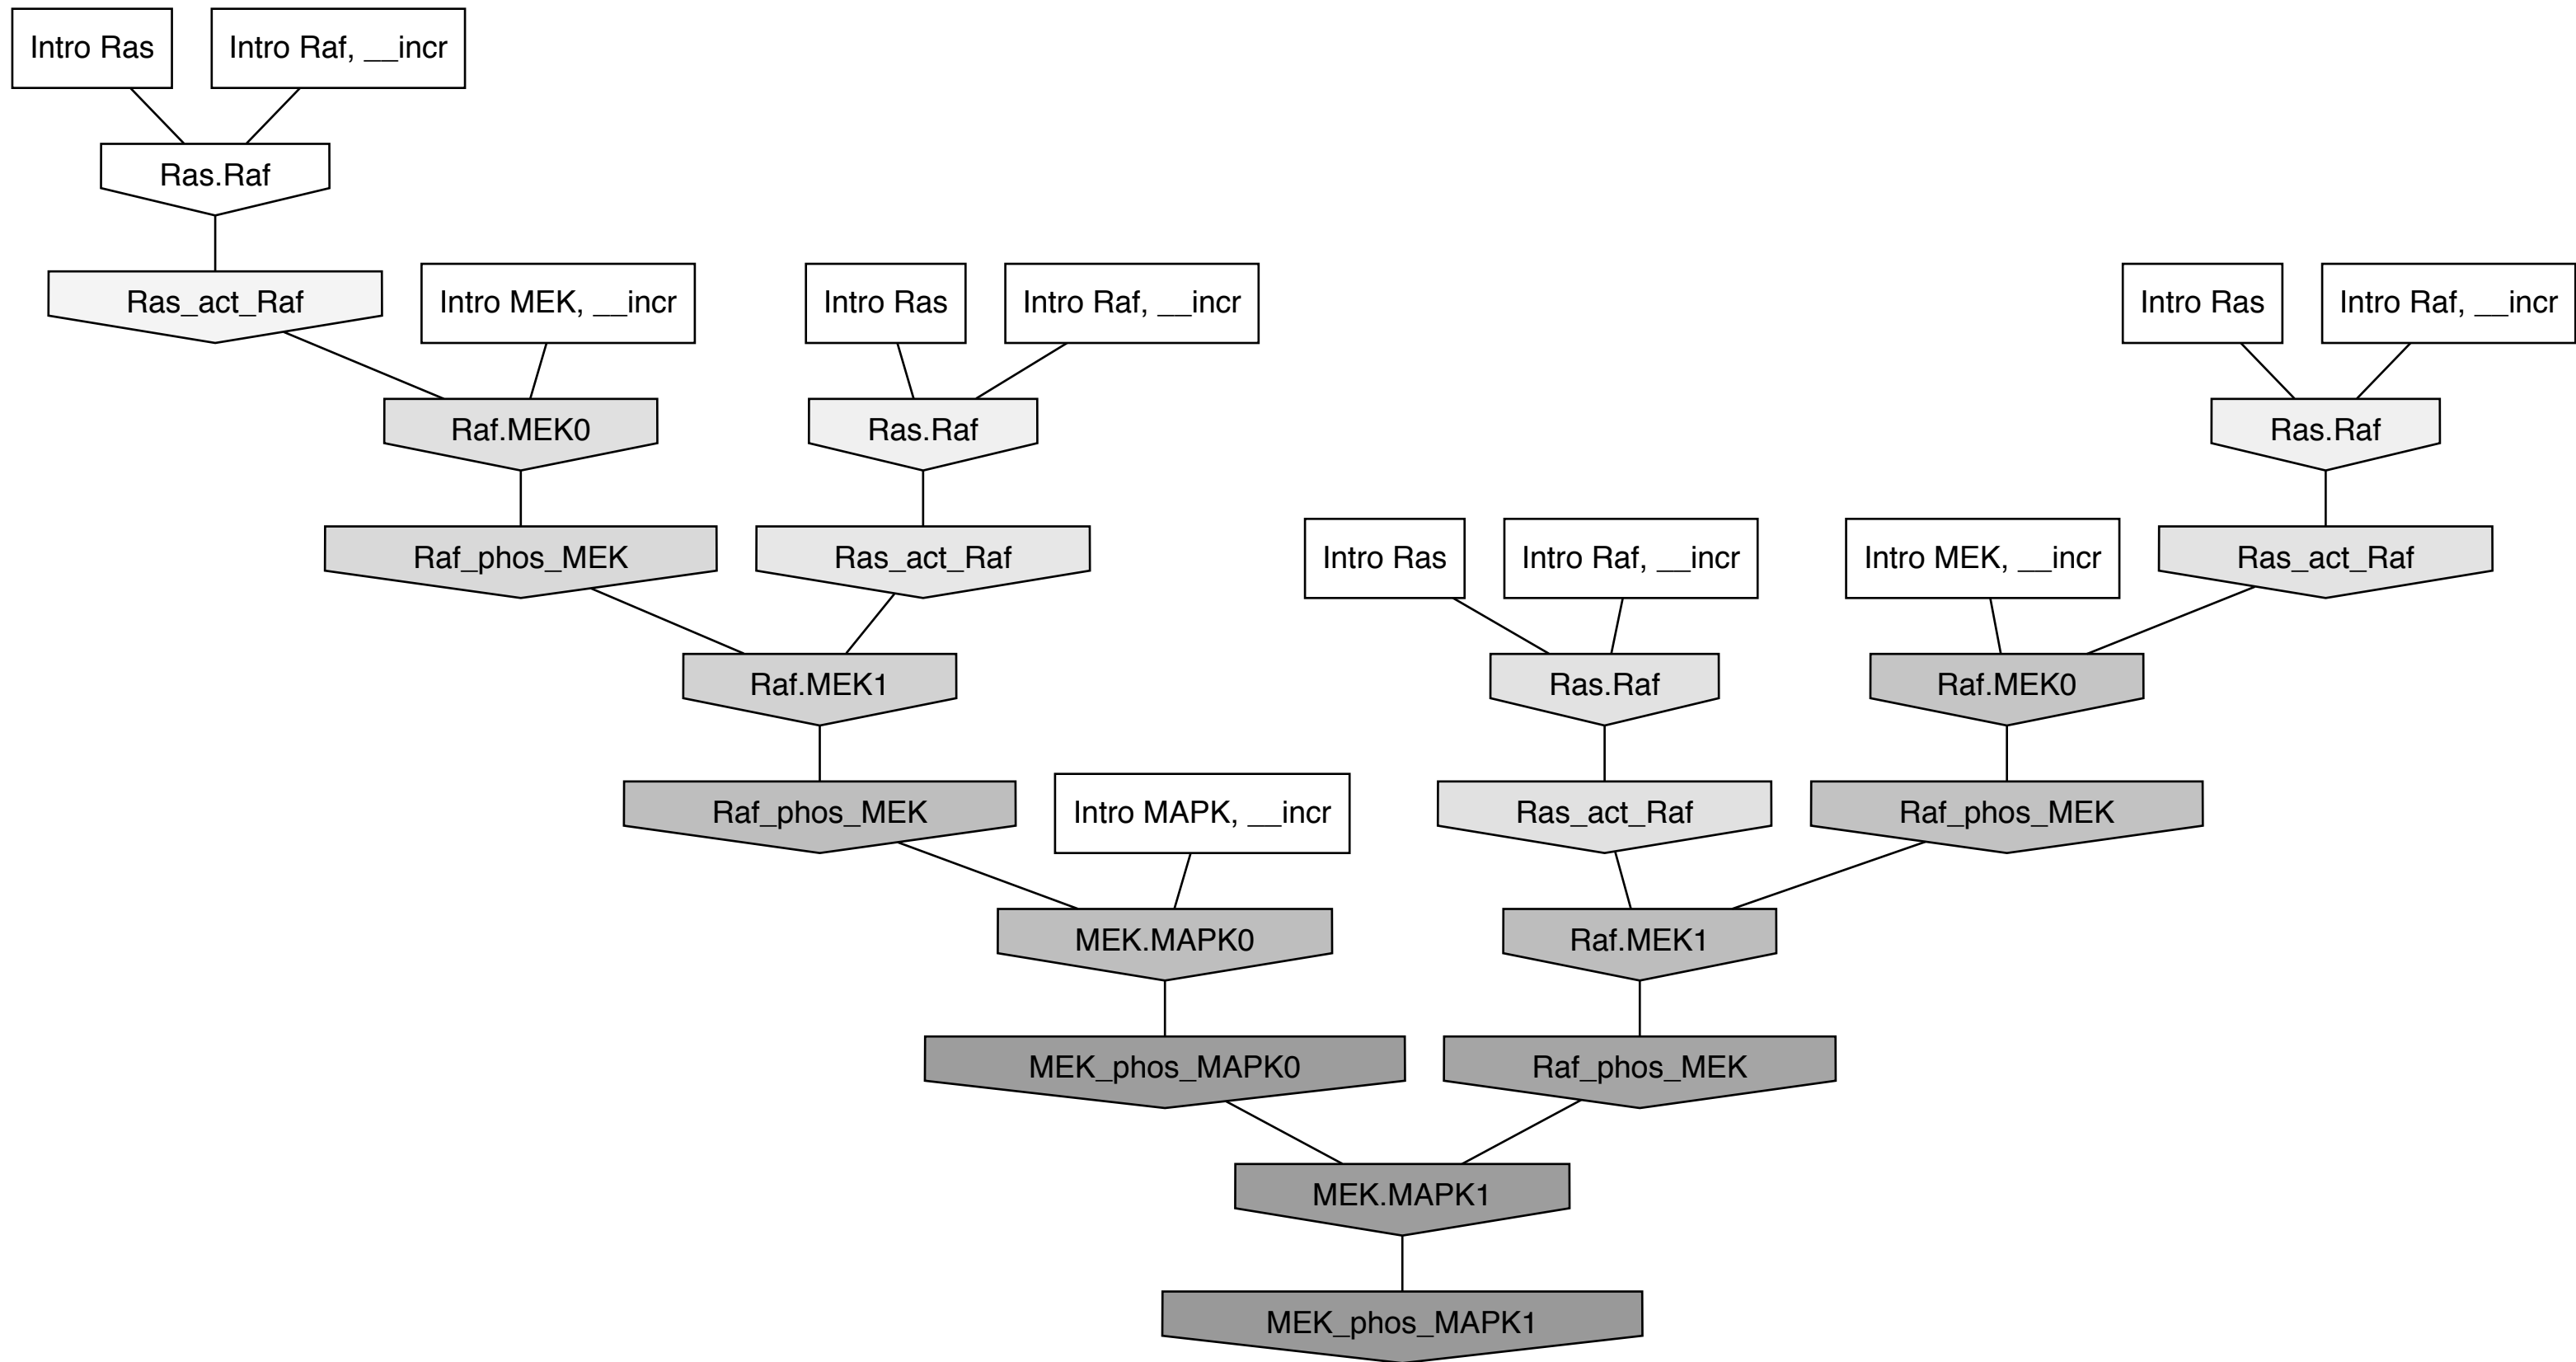 Intro Ras
Intro Raf, __incr
Ras.Raf
Ras_act_Raf
Intro MEK, __incr
Intro Ras
Intro Raf, __incr
Intro Ras
Intro Raf, __incr
Raf.MEK0
Ras.Raf
Ras.Raf
Raf_phos_MEK
Ras_act_Raf
Intro Ras
Intro Raf, __incr
Intro MEK, __incr
Ras_act_Raf
Raf.MEK1
Ras.Raf
Raf.MEK0
Raf_phos_MEK
Intro MAPK, __incr
Ras_act_Raf
Raf_phos_MEK
MEK.MAPK0
Raf.MEK1
MEK_phos_MAPK0
Raf_phos_MEK
MEK.MAPK1
MEK_phos_MAPK1